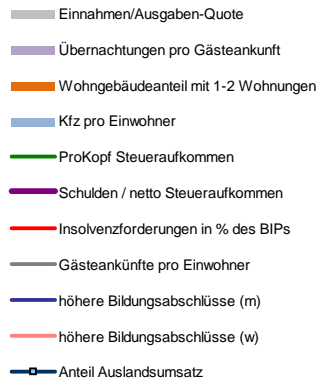 Einnahmen/Ausgaben-Quote
Übernachtungen pro Gästeankunft
Wohngebäudeanteil mit 1-2 Wohnungen
Kfz pro Einwohner
ProKopf Steueraufkommen
Schulden / netto Steueraufkommen
Insolvenzforderungen in % des BIPs
Gästeankünfte pro Einwohner
höhere Bildungsabschlüsse (m)
höhere Bildungsabschlüsse (w)
Anteil Auslandsumsatz